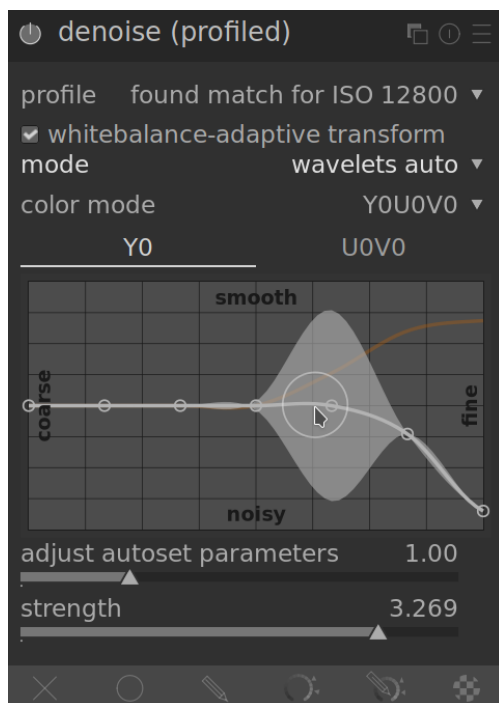 denoise (profiled)
profile found match for ISO 12800
whitebalance-adaptive transform
mode wavelets auto
color mode Y0U0V0
Y0 U0V0
smooth
coarse
fine
noisy
adjust autoset parameters 1.00
strength 3.269